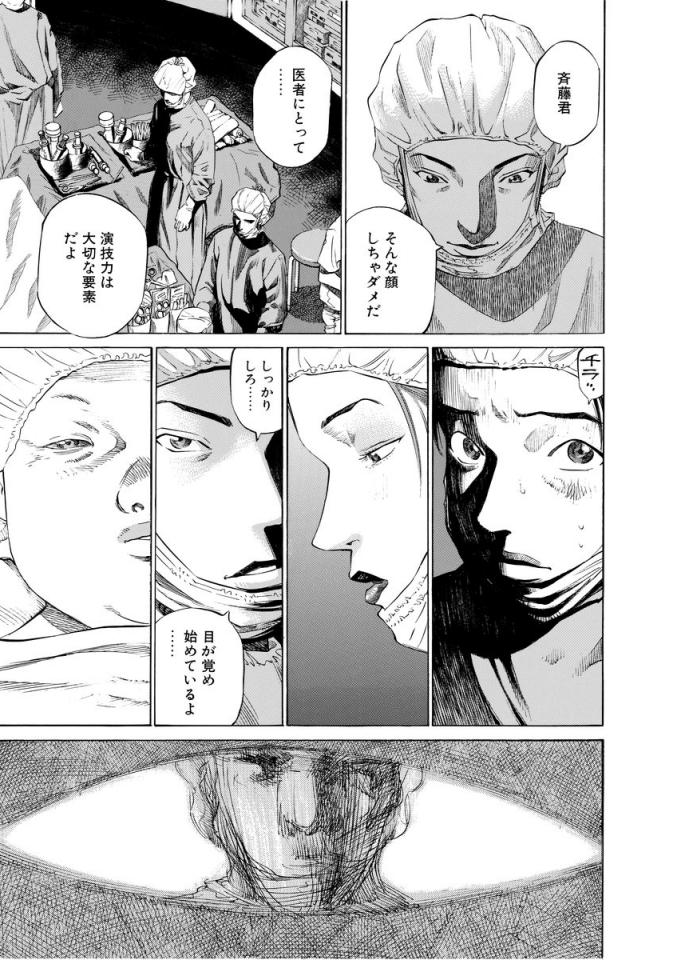 斉藤君
そんな顔
しちゃダメだ
医者にとって
……
演技力は
大切な要素
だよ
チラッ
しっかり
しろ……
目が覚め
始めているよ
……